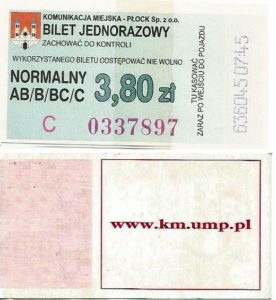 KOMUNIKACJA MIEJSKA - PŁOCK Sp. z o.o.
BILET JEDNORAZOWY
ZACHOWAĆ DO KONTROLI
WYKORZYSTANEGO BILETU ODSTĘPOWAĆ NIE WOLNO
NORMALNY
AB/B/BC/C
3,80 zł
C 0337897
TU KASOWAĆ
ZARAZ PO WEJŚCIU DO POJAZDU
www.km.ump.pl